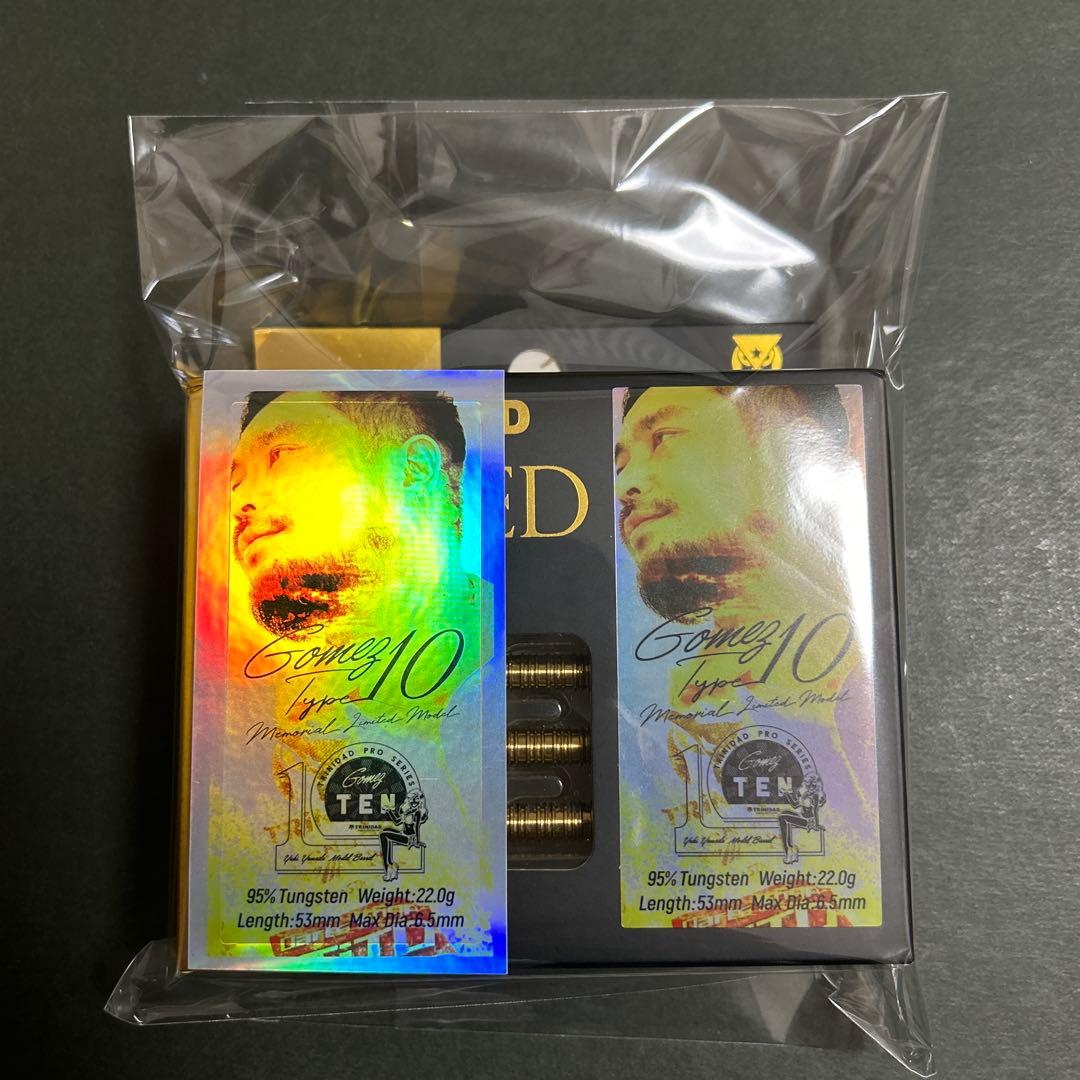 D
ED
Gomez 10
Type
Memorial Limited Model
TRINIDAD PRO SERIES
Gomez
TEN
TRINIDAD
Yuki Yamada Model Barrel
95% Tungsten Weight:22.0g
Length:53mm Max Dia.6.5mm
Gomez 10
Type
Memorial Limited Model
TRINIDAD PRO SERIES
Gomez
TEN
TRINIDAD
Yuki Yamada Model Barrel
95% Tungsten Weight:22.0g
Length:53mm Max Dia.6.5mm